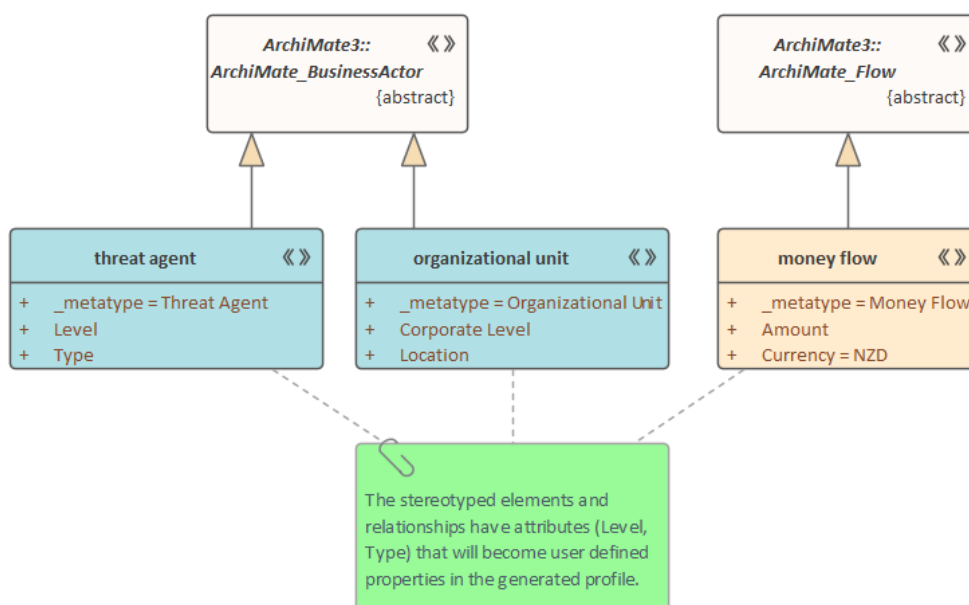 ArchiMate3:: «»
ArchiMate_BusinessActor
{abstract}
ArchiMate3:: «»
ArchiMate_Flow
{abstract}
threat agent «»
+ _metatype = Threat Agent
+ Level
+ Type
organizational unit «»
+ _metatype = Organizational Unit
+ Corporate Level
+ Location
money flow «»
+ _metatype = Money Flow
+ Amount
+ Currency = NZD
The stereotyped elements and
relationships have attributes (Level,
Type) that will become user defined
properties in the generated profile.